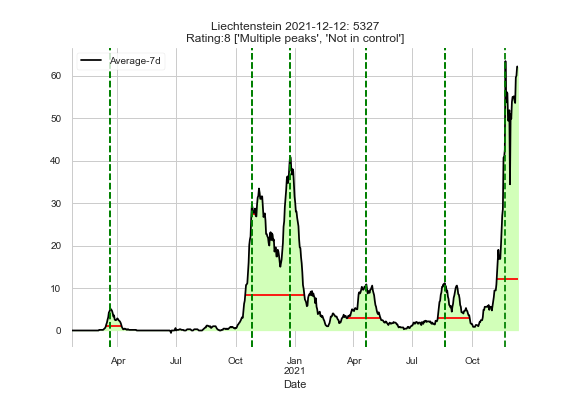 Liechtenstein 2021-12-12: 5327
Rating:8 ['Multiple peaks', 'Not in control']
Average-7d
60
50
40
30
20
10
0
Apr Jul Oct Jan Apr Jul Oct
2021
Date